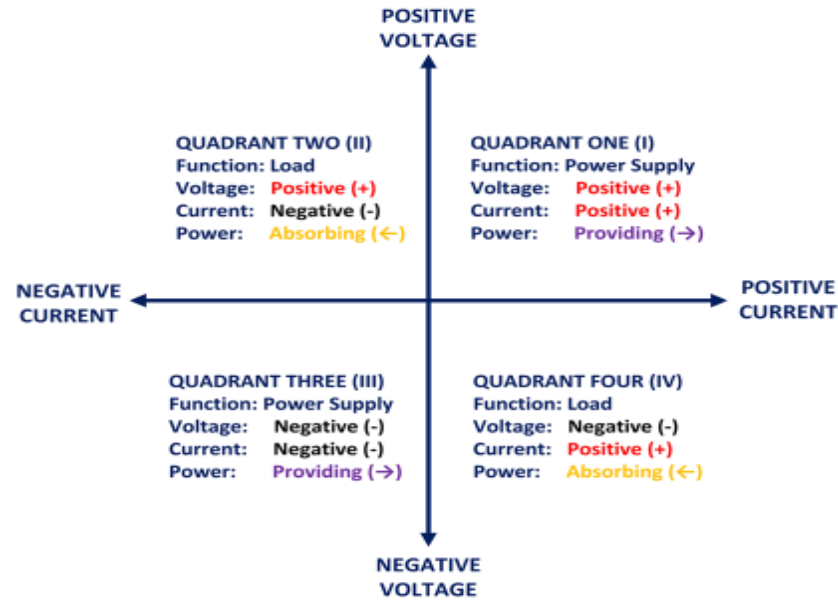 POSITIVE
VOLTAGE
QUADRANT TWO (II)
Function: Load
Voltage: Positive (+)
Current: Negative (-)
Power: Absorbing (←)
QUADRANT ONE (I)
Function: Power Supply
Voltage: Positive (+)
Current: Positive (+)
Power: Providing (→)
NEGATIVE
CURRENT
POSITIVE
CURRENT
QUADRANT THREE (III)
Function: Power Supply
Voltage: Negative (-)
Current: Negative (-)
Power: Providing (→)
QUADRANT FOUR (IV)
Function: Load
Voltage: Negative (-)
Current: Positive (+)
Power: Absorbing (←)
NEGATIVE
VOLTAGE